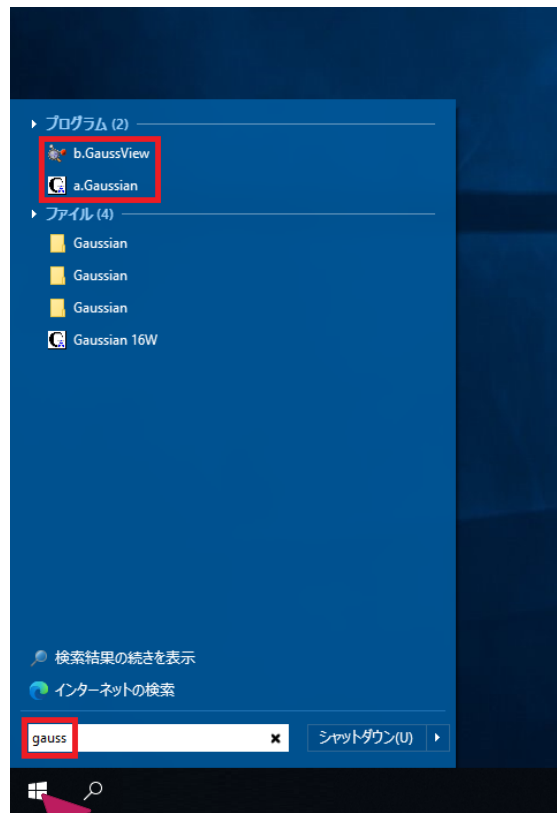 プログラム (2)
b.GaussView
a.Gaussian
ファイル (4)
Gaussian
Gaussian
Gaussian
Gaussian 16W
検索結果の続きを表示
インターネットの検索
gauss
シャットダウン(U)